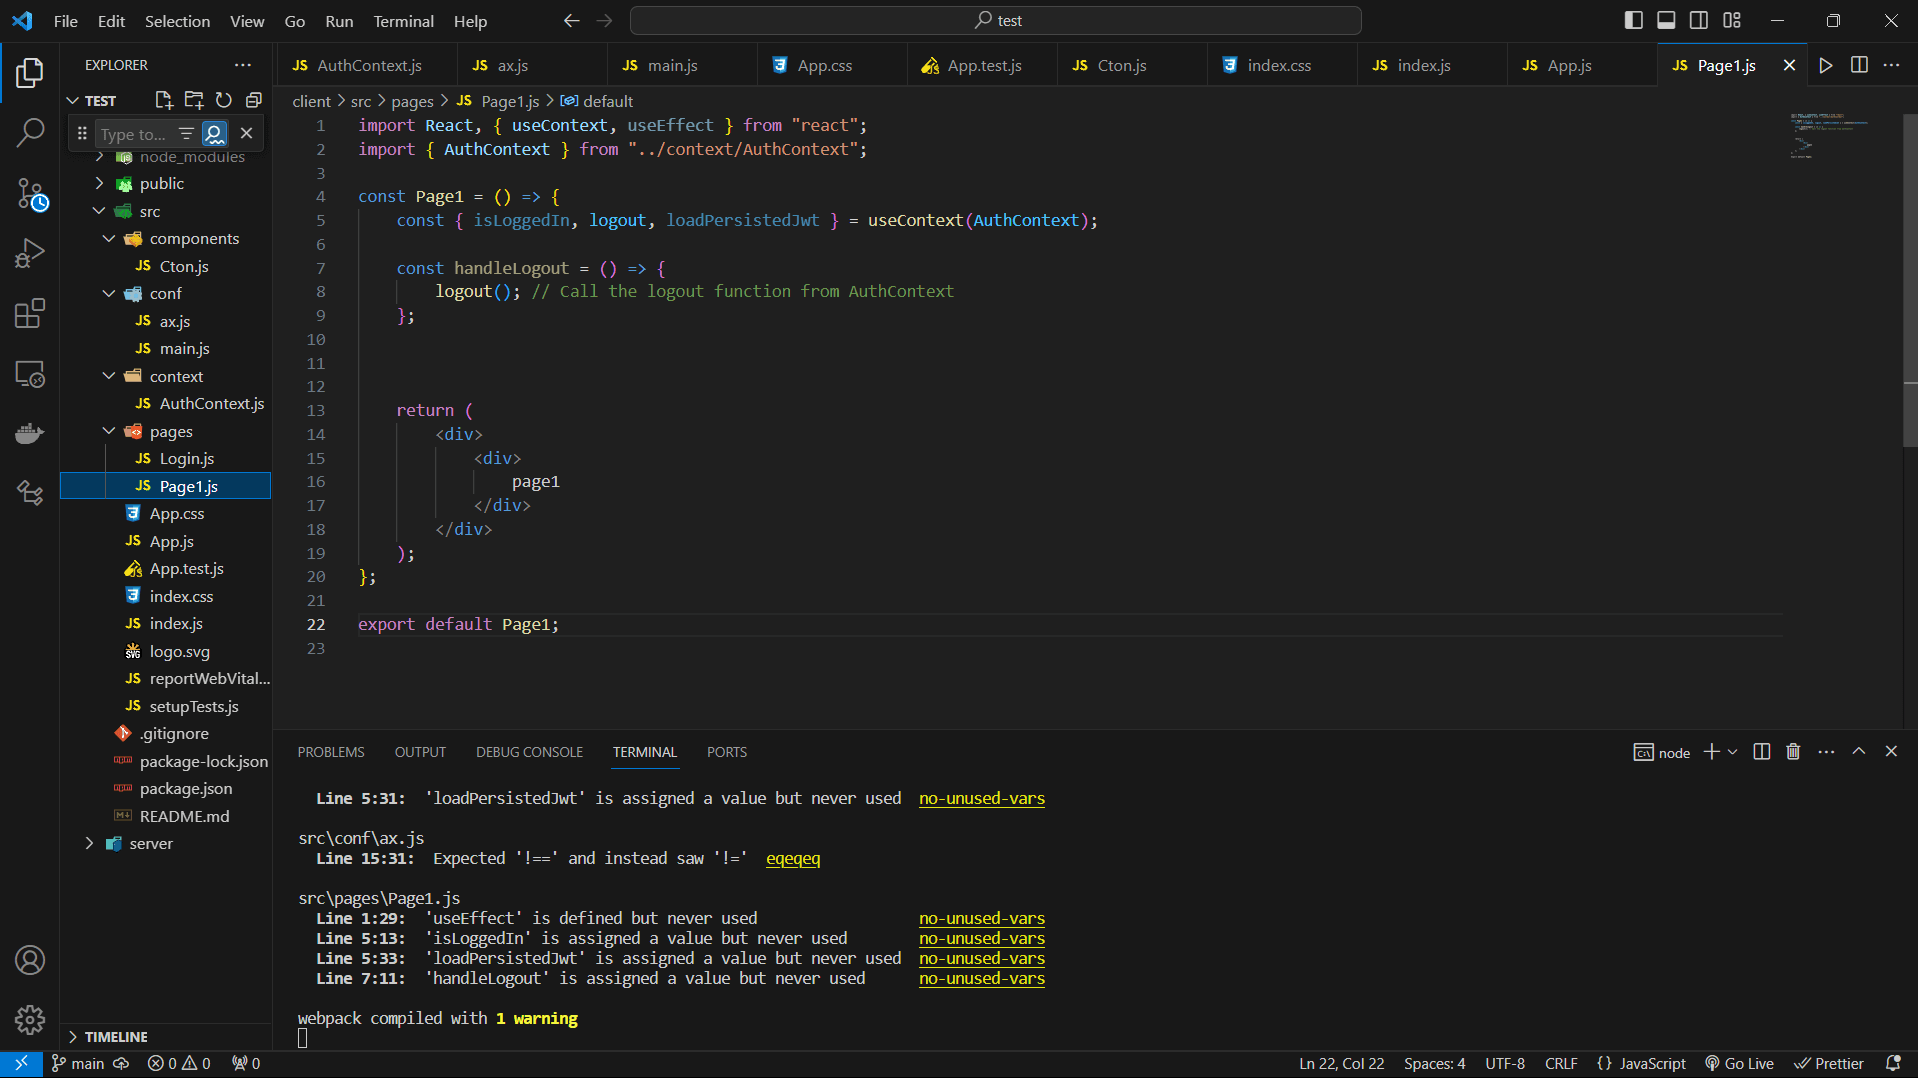 File Edit Selection View Go Run Terminal Help
test
EXPLORER
TEST
Type to...
node_modules
public
src
components
JS Cton.js
conf
JS ax.js
JS main.js
context
JS AuthContext.js
pages
JS Login.js
JS Page1.js
App.css
JS App.js
App.test.js
index.css
JS index.js
SVG logo.svg
JS reportWebVital...
JS setupTests.js
.gitignore
package-lock.json
package.json
README.md
server
TIMELINE
JS AuthContext.js JS ax.js JS main.js App.css App.test.js JS Cton.js index.css JS index.js JS App.js JS Page1.js
client > src > pages > JS Page1.js > default
1 import React, { useContext, useEffect } from "react";
2 import { AuthContext } from "../context/AuthContext";
3
4 const Page1 = () => {
5 const { isLoggedIn, logout, loadPersistedJwt } = useContext(AuthContext);
6
7 const handleLogout = () => {
8 logout(); // Call the logout function from AuthContext
9 };
10
11
12
13 return (
14 <div>
15 <div>
16 page1
17 </div>
18 </div>
19 );
20 };
21
22 export default Page1;
23
PROBLEMS OUTPUT DEBUG CONSOLE TERMINAL PORTS
node
Line 5:31: 'loadPersistedJwt' is assigned a value but never used no-unused-vars
src\conf\ax.js
Line 15:31: Expected '!==' and instead saw '!=' eqeqeq
src\pages\Page1.js
Line 1:29: 'useEffect' is defined but never used no-unused-vars
Line 5:13: 'isLoggedIn' is assigned a value but never used no-unused-vars
Line 5:33: 'loadPersistedJwt' is assigned a value but never used no-unused-vars
Line 7:11: 'handleLogout' is assigned a value but never used no-unused-vars
webpack compiled with 1 warning
main 0 0 0 Ln 22, Col 22 Spaces: 4 UTF-8 CRLF {} JavaScript Go Live Prettier